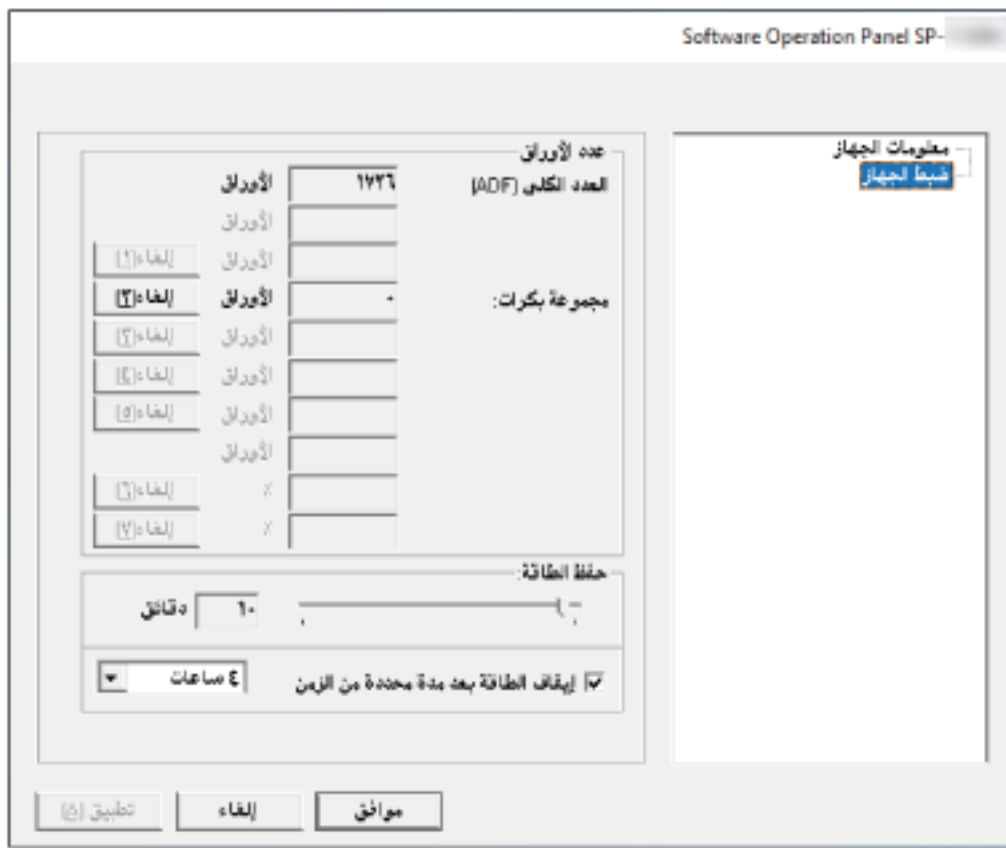 Software Operation Panel SP-
معلومات الجهاز
ضبط الجهاز
عدد الأوراق
العدد الكلي (ADF) ١٧٢٦ الأوراق
الأوراق
الأوراق إلغاء(١)
مجموعة بكرات: ٠ الأوراق إلغاء(٢)
الأوراق إلغاء(٣)
الأوراق إلغاء(٤)
الأوراق إلغاء(٥)
الأوراق
٪ إلغاء(٦)
٪ إلغاء(٧)
حفظ الطاقة:
٦٠ دقائق
إيقاف الطاقة بعد مدة محددة من الزمن ٤ ساعات
موافق إلغاء تطبيق (A)